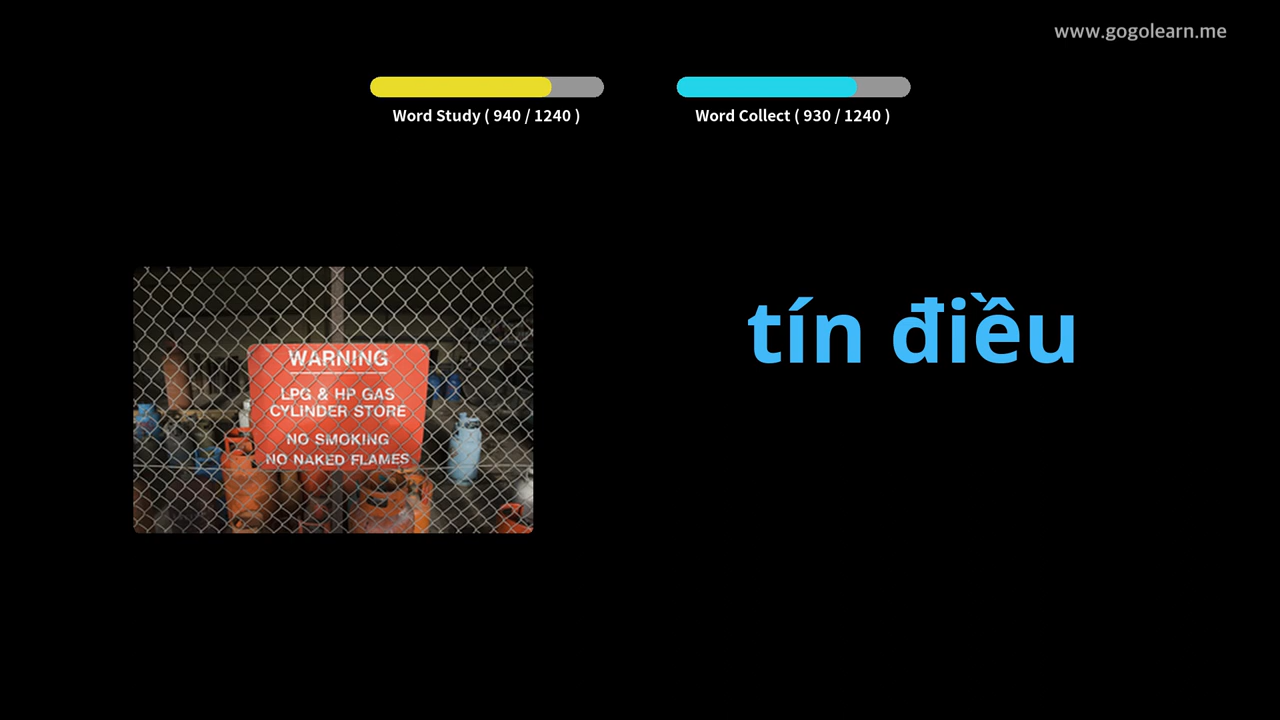 www.gogolearn.me
Word Study ( 940 / 1240 )
Word Collect ( 930 / 1240 )
tín điều
WARNING
LPG & HP GAS
CYLINDER STORE
NO SMOKING
NO NAKED FLAMES